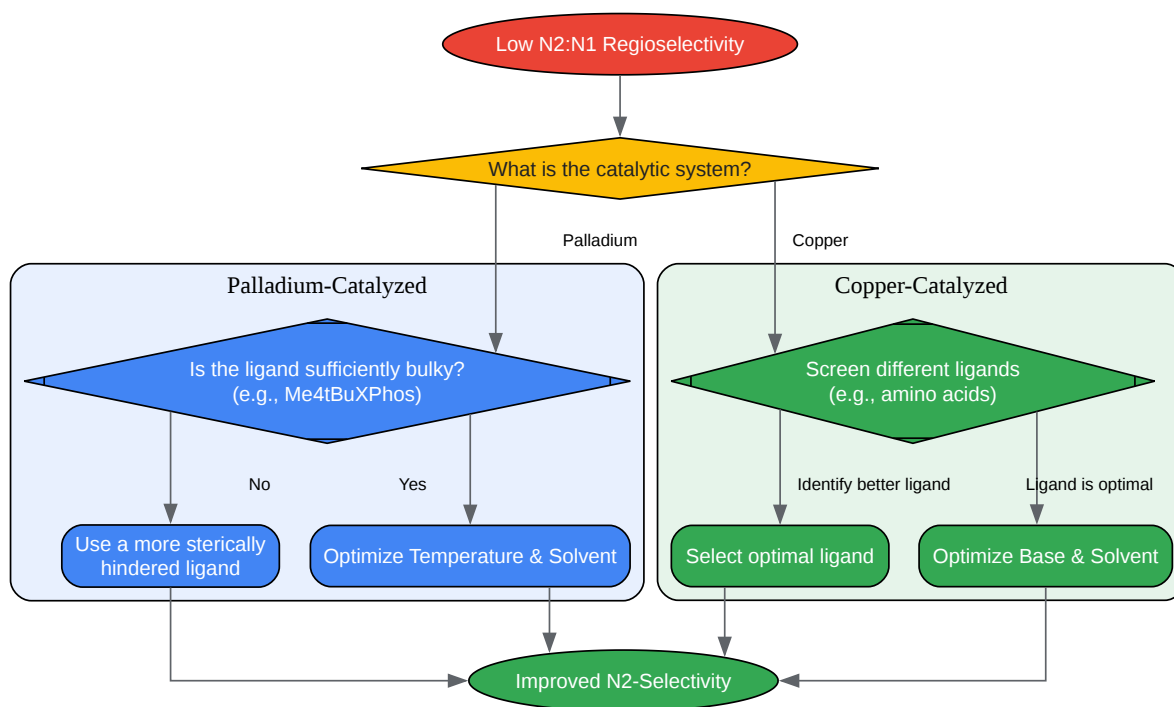 Low N2:N1 Regioselectivity
What is the catalytic system?
Palladium
Copper
Palladium-Catalyzed
Copper-Catalyzed
Is the ligand sufficiently bulky?
(e.g., Me4tBuXPhos)
Screen different ligands
(e.g., amino acids)
No
Yes
Identify better ligand
Ligand is optimal
Use a more sterically
hindered ligand
Optimize Temperature & Solvent
Select optimal ligand
Optimize Base & Solvent
Improved N2-Selectivity